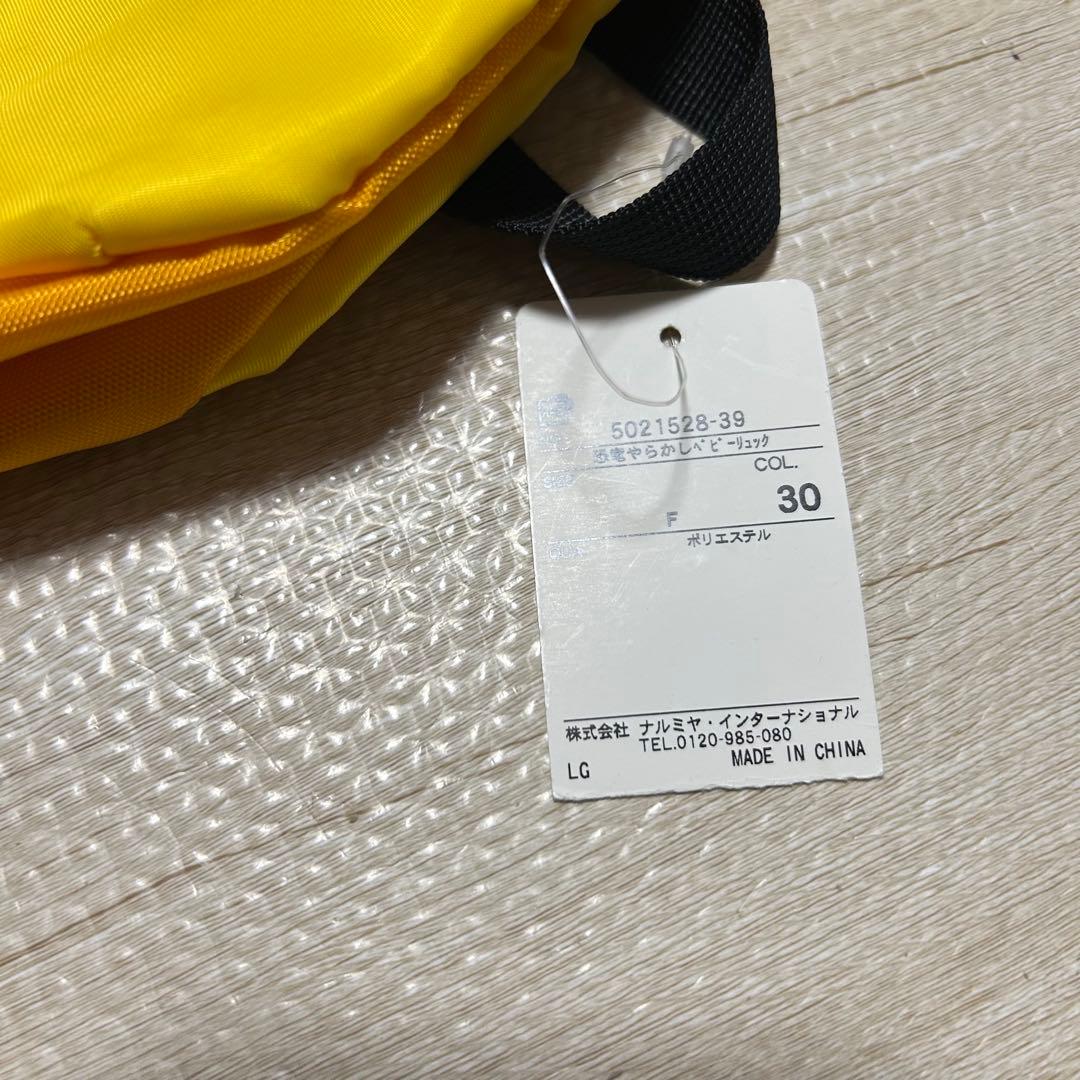 5021528-39
恐竜やらかしﾍﾞﾋﾞｰﾘｭｯｸ
COL.
F 30
ポリエステル
株式会社 ナルミヤ・インターナショナル
TEL.0120-985-080
LG MADE IN CHINA